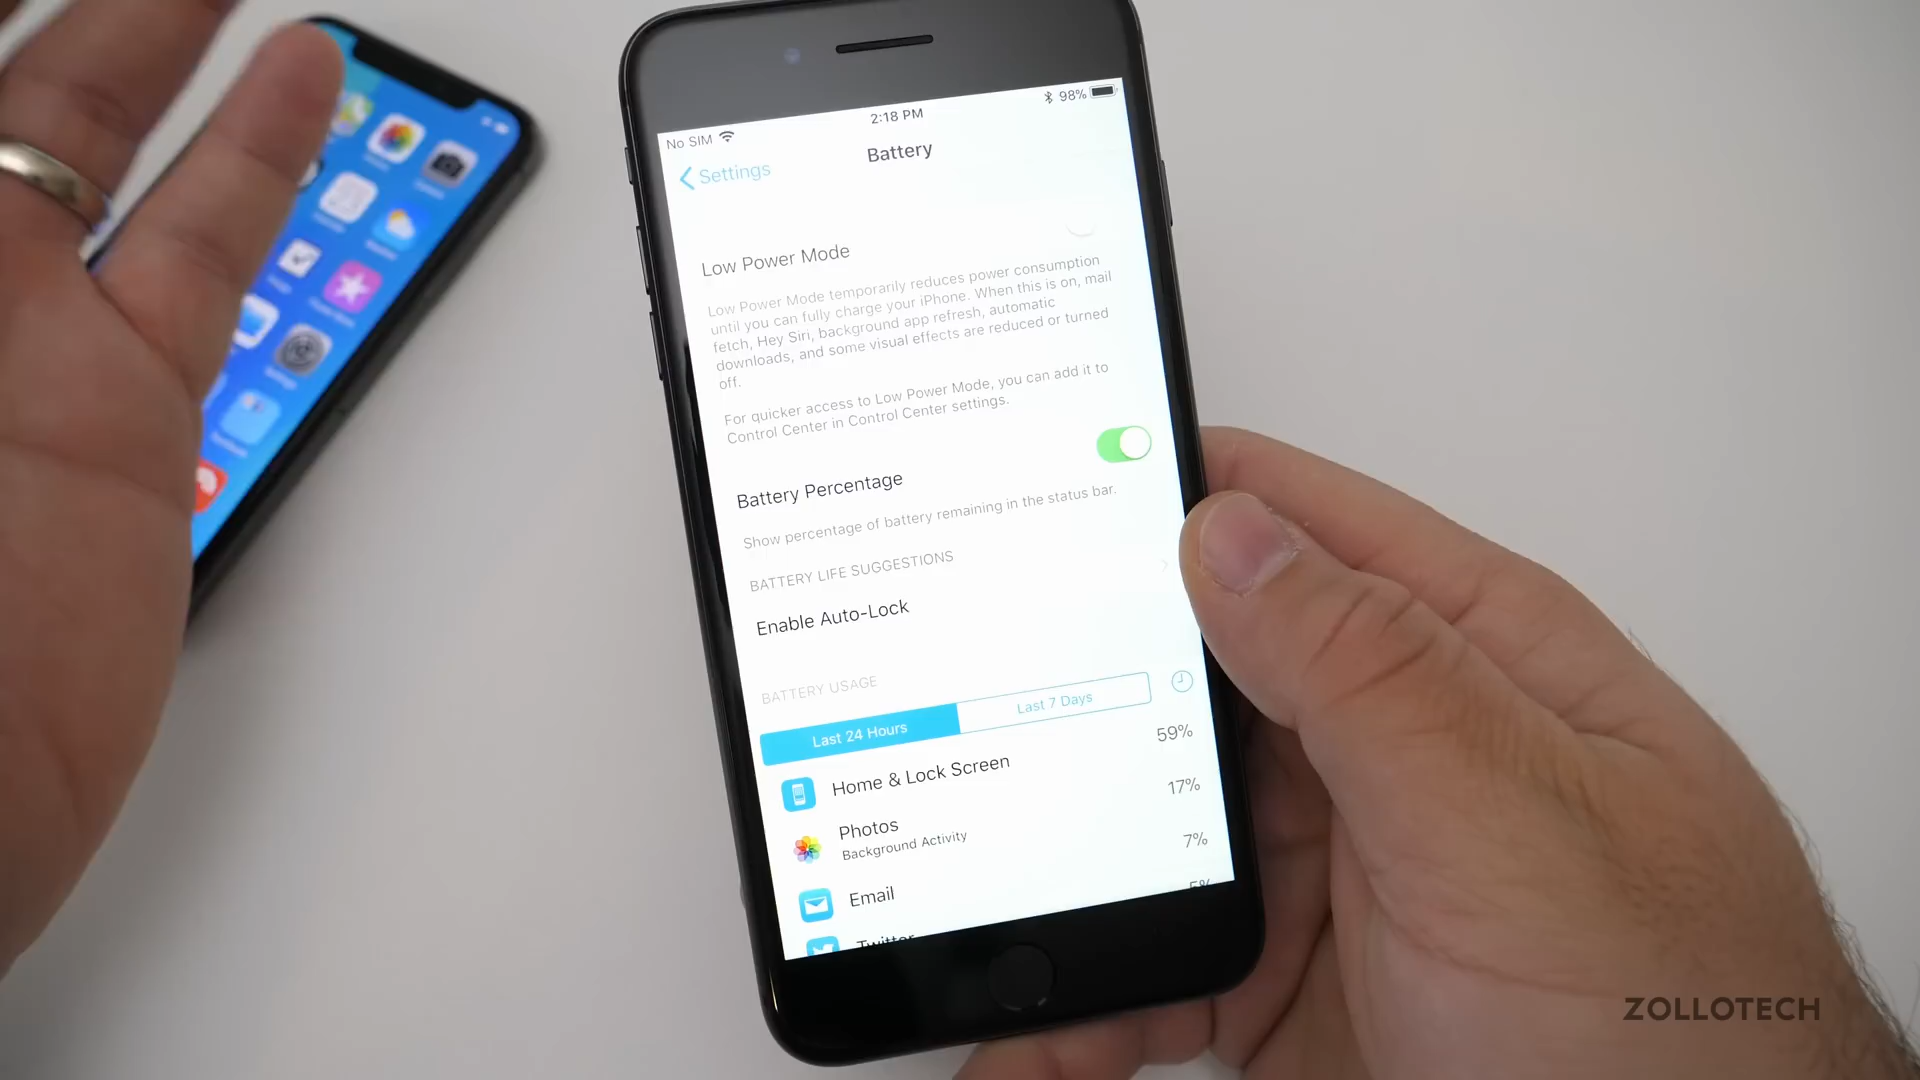 No SIM 2:18 PM 98%
Settings Battery
Low Power Mode
Low Power Mode temporarily reduces power consumption
until you can fully charge your iPhone. When this is on, mail
fetch, Hey Siri, background app refresh, automatic
downloads, and some visual effects are reduced or turned
off.
For quicker access to Low Power Mode, you can add it to
Control Center in Control Center settings.
Battery Percentage
Show percentage of battery remaining in the status bar.
BATTERY LIFE SUGGESTIONS
Enable Auto-Lock
BATTERY USAGE
Last 24 Hours Last 7 Days
Home & Lock Screen 59%
Photos 17%
Background Activity
Email 7%
Twitter 5%
ZOLLOTECH